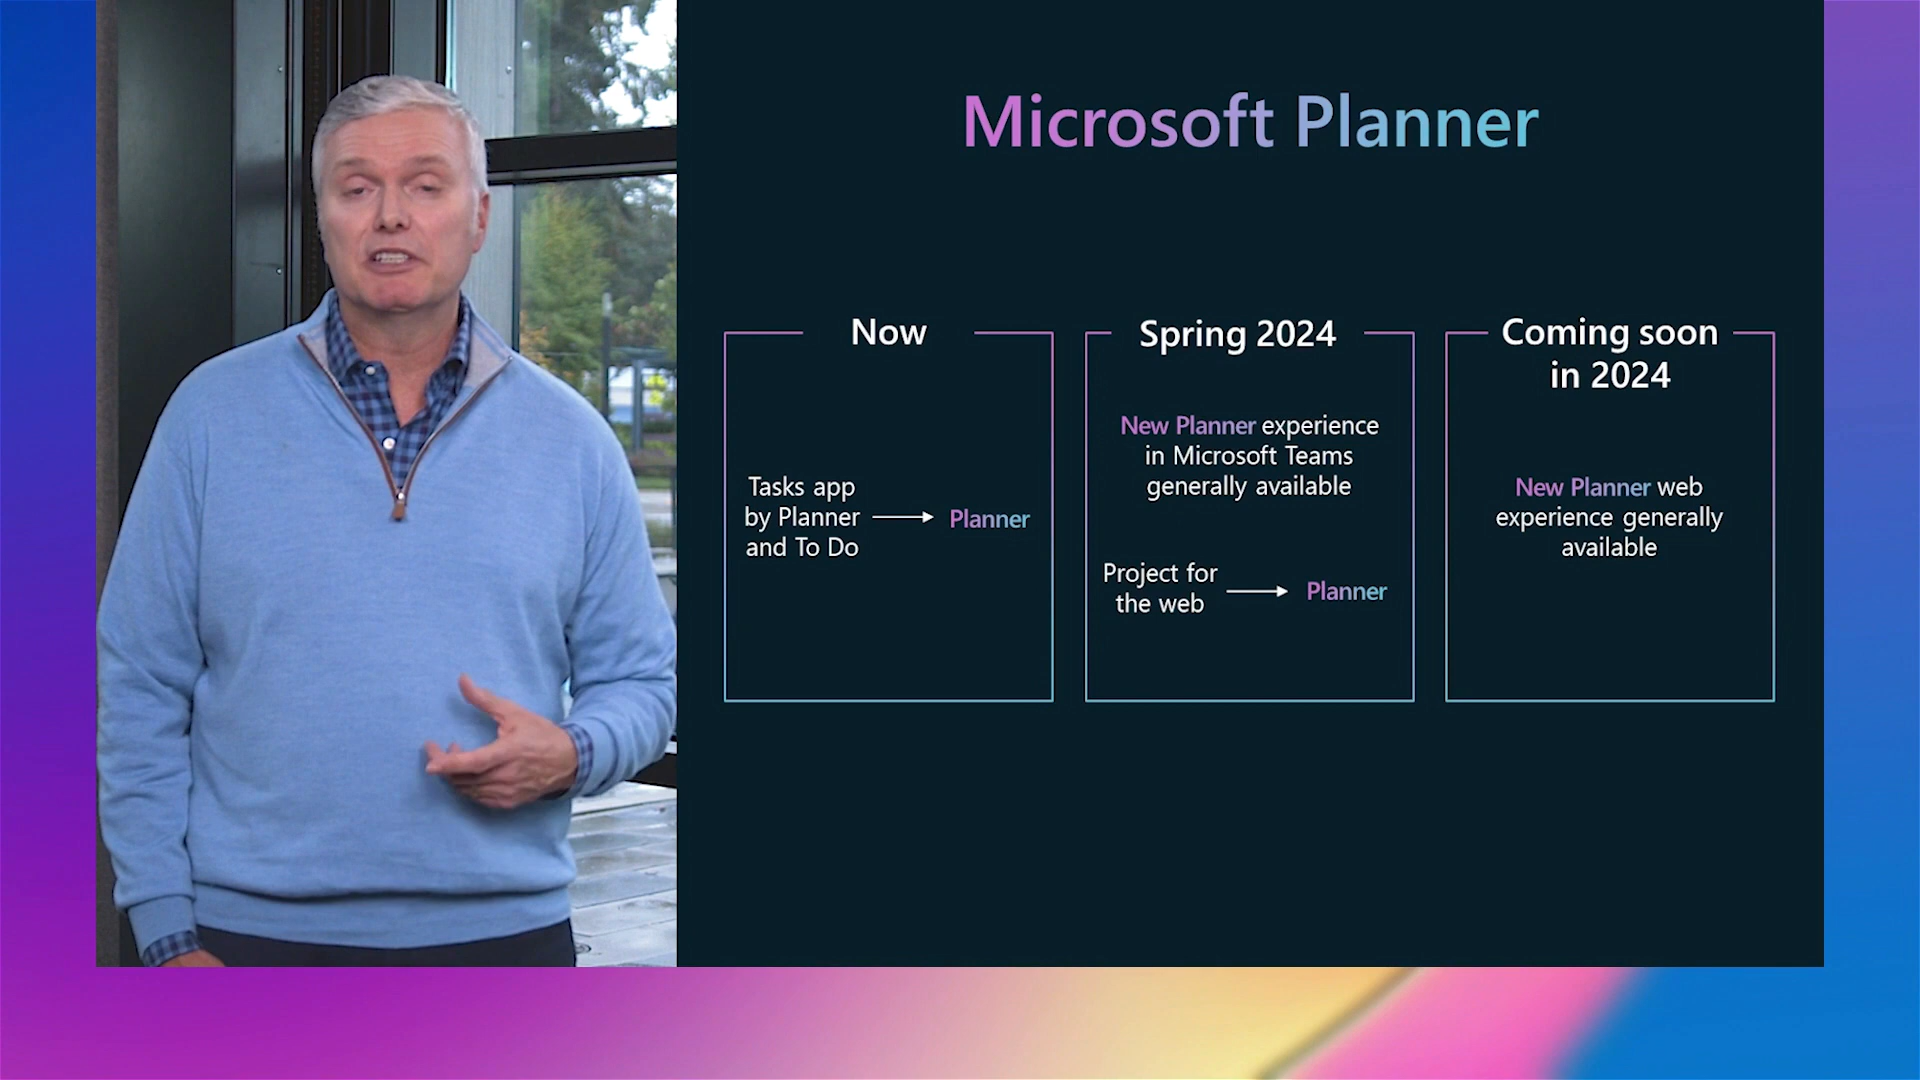 Microsoft Planner
Now
Tasks app
by Planner
and To Do
Planner
Spring 2024
New Planner experience
in Microsoft Teams
generally available
Project for
the web
Planner
Coming soon
in 2024
New Planner web
experience generally
available